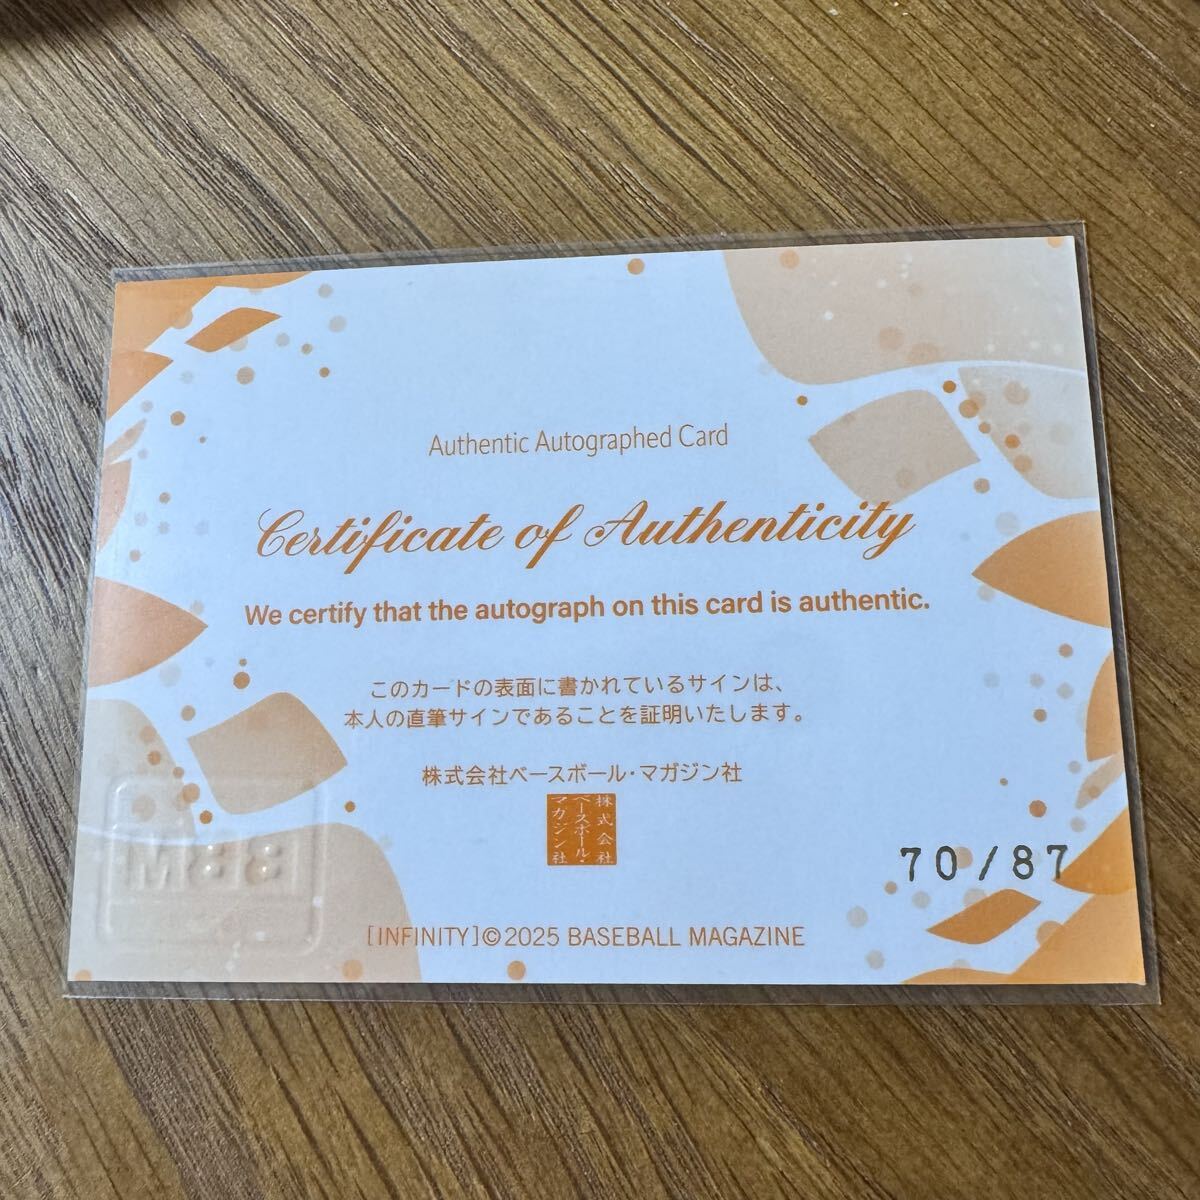 Authentic Autographed Card
Certificate of Authenticity
We certify that the autograph on this card is authentic.
このカードの表面に書かれているサインは、
本人の直筆サインであることを証明いたします。
株式会社ベースボール・マガジン社
株式会社
ベースボール・
マガジン社
70/87
[INFINITY]©2025 BASEBALL MAGAZINE